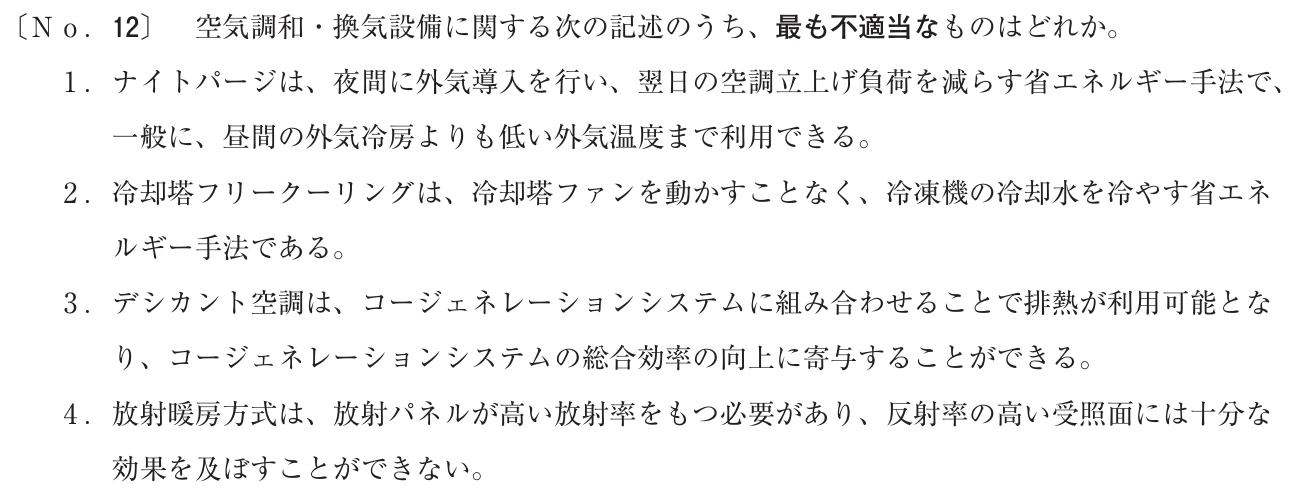 〔Ｎｏ．12〕　空気調和・換気設備に関する次の記述のうち、最も不適当なものはどれか。
１．ナイトパージは、夜間に外気導入を行い、翌日の空調立上げ負荷を減らす省エネルギー手法で、
一般に、昼間の外気冷房よりも低い外気温度まで利用できる。
２．冷却塔フリークーリングは、冷却塔ファンを動かすことなく、冷凍機の冷却水を冷やす省エネ
ルギー手法である。
３．デシカント空調は、コージェネレーションシステムに組み合わせることで排熱が利用可能とな
り、コージェネレーションシステムの総合効率の向上に寄与することができる。
４．放射暖房方式は、放射パネルが高い放射率をもつ必要があり、反射率の高い受照面には十分な
効果を及ぼすことができない。